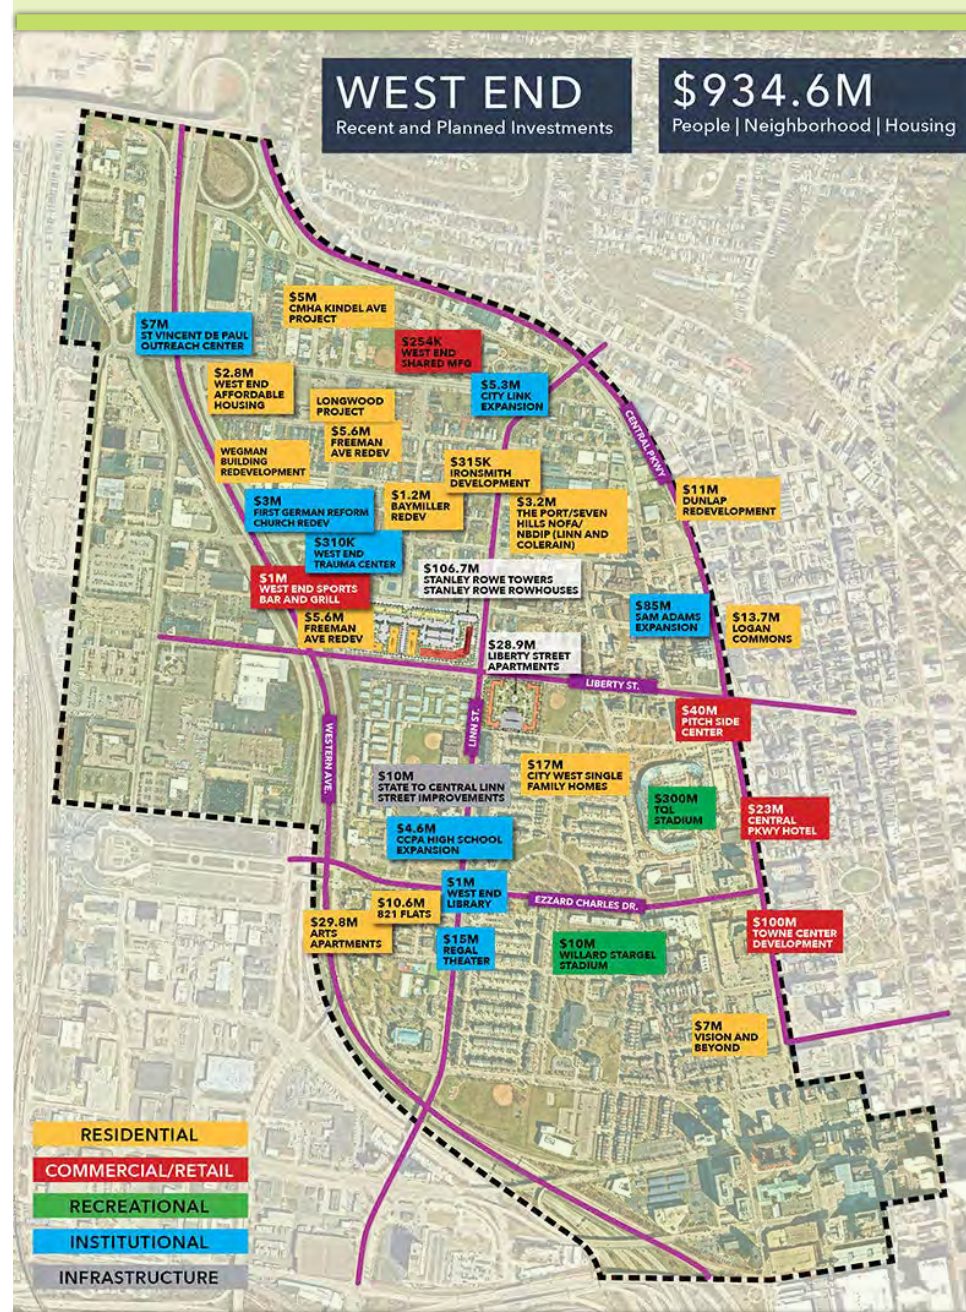 WEST END
Recent and Planned Investments
$934.6M
People | Neighborhood | Housing
$5M
CMHA KINDEL AVE
PROJECT
$7M
ST VINCENT DE PAUL
OUTREACH CENTER
$254K
WEST END
SHARED MFG
$2.8M
WEST END
AFFORDABLE
HOUSING
$5.3M
CITY LINK
EXPANSION
LONGWOOD
PROJECT
$5.6M
FREEMAN
AVE REDEV
CENTRAL PKWY
WEGMAN
BUILDING
REDEVELOPMENT
$315K
IRONSMITH
DEVELOPMENT
$3M
FIRST GERMAN REFORM
CHURCH REDEV
$1.2M
BAYMILLER
REDEV
$3.2M
THE PORT/SEVEN
HILLS NOFA/
NBDIP (LINN AND
COLERAIN)
$11M
DUNLAP
REDEVELOPMENT
$310K
WEST END
TRAUMA CENTER
$106.7M
STANLEY ROWE TOWERS
STANLEY ROWE ROWHOUSES
$1M
WEST END SPORTS
BAR AND GRILL
$5.6M
FREEMAN
AVE REDEV
$85M
SAM ADAMS
EXPANSION
$13.7M
LOGAN
COMMONS
$28.9M
LIBERTY STREET
APARTMENTS
LIBERTY ST.
$40M
PITCH SIDE
CENTER
WESTERN AVE.
LINN ST.
$10M
STATE TO CENTRAL LINN
STREET IMPROVEMENTS
$17M
CITY WEST SINGLE
FAMILY HOMES
$300M
TQL
STADIUM
$23M
CENTRAL
PKWY HOTEL
$4.6M
CCPA HIGH SCHOOL
EXPANSION
$1M
WEST END
LIBRARY
EZZARD CHARLES DR.
$10.6M
821 FLATS
$29.8M
ARTS
APARTMENTS
$15M
REGAL
THEATER
$10M
WILLARD STARGEL
STADIUM
$100M
TOWNE CENTER
DEVELOPMENT
$7M
VISION AND
BEYOND
RESIDENTIAL
COMMERCIAL/RETAIL
RECREATIONAL
INSTITUTIONAL
INFRASTRUCTURE